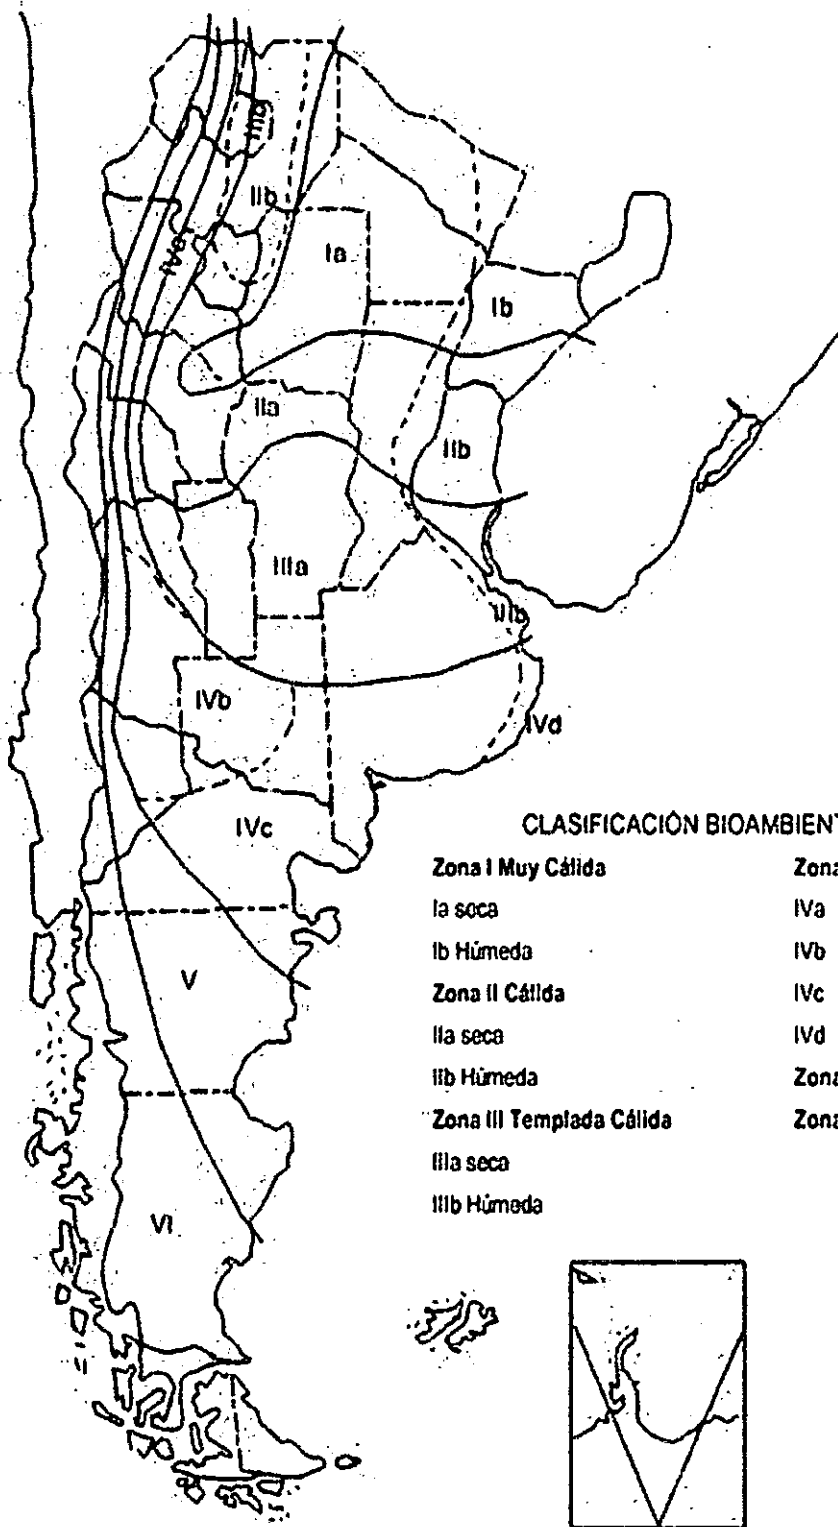 IIIb
IIb
IVa
Ia
Ib
IIa
IIb
IIIa
IIIb
IVb
IVd
IVc
V
VI
CLASIFICACIÓN BIOAMBIENT
Zona I Muy Cálida
Ia seca
Ib Húmeda
Zona II Cálida
IIa seca
IIb Húmeda
Zona III Templada Cálida
IIIa seca
IIIb Húmeda
Zona
IVa
IVb
IVc
IVd
Zona
Zona